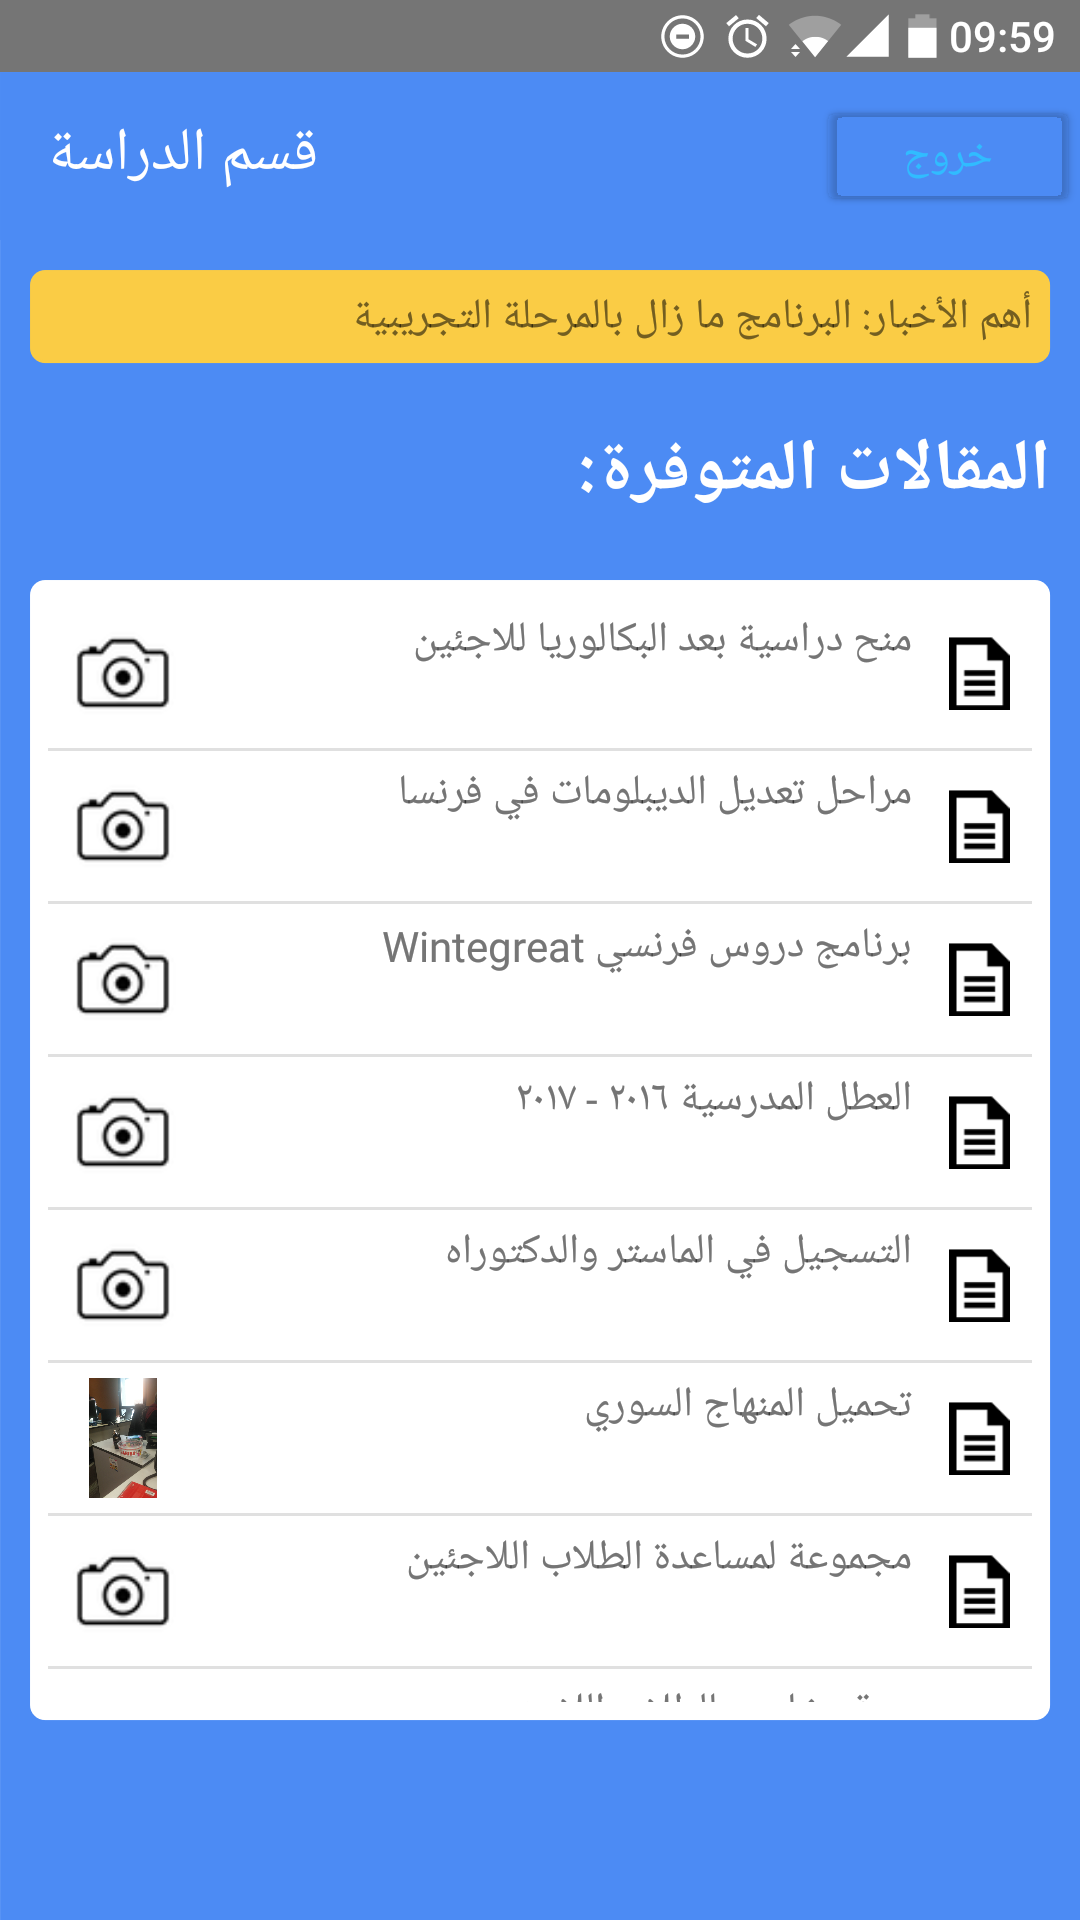 09:59
قسم الدراسة
خروج
أهم الأخبار: البرنامج ما زال بالمرحلة التجريبية
المقالات المتوفرة:
منح دراسية بعد البكالوريا للاجئين
مراحل تعديل الديبلومات في فرنسا
برنامج دروس فرنسي Wintegreat
العطل المدرسية ٢٠١٦ - ٢٠١٧
التسجيل في الماستر والدكتوراه
تحميل المنهاج السوري
مجموعة لمساعدة الطلاب اللاجئين